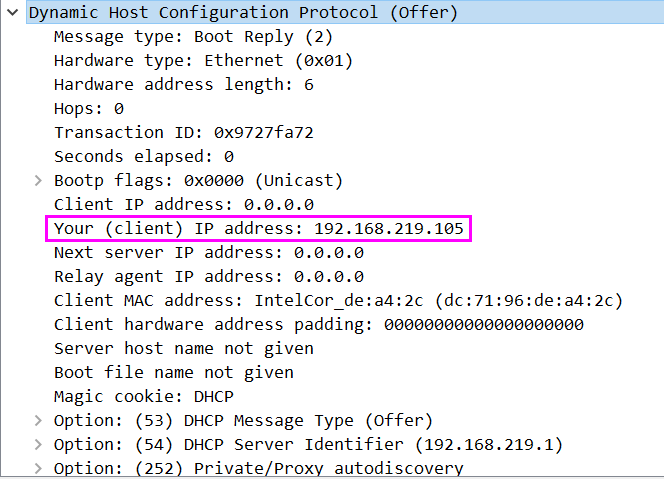 Dynamic Host Configuration Protocol (Offer)
Message type: Boot Reply (2)
Hardware type: Ethernet (0x01)
Hardware address length: 6
Hops: 0
Transaction ID: 0x9727fa72
Seconds elapsed: 0
Bootp flags: 0x0000 (Unicast)
Client IP address: 0.0.0.0
Your (client) IP address: 192.168.219.105
Next server IP address: 0.0.0.0
Relay agent IP address: 0.0.0.0
Client MAC address: IntelCor_de:a4:2c (dc:71:96:de:a4:2c)
Client hardware address padding: 00000000000000000000
Server host name not given
Boot file name not given
Magic cookie: DHCP
Option: (53) DHCP Message Type (Offer)
Option: (54) DHCP Server Identifier (192.168.219.1)
Option: (252) Private/Proxy autodiscovery